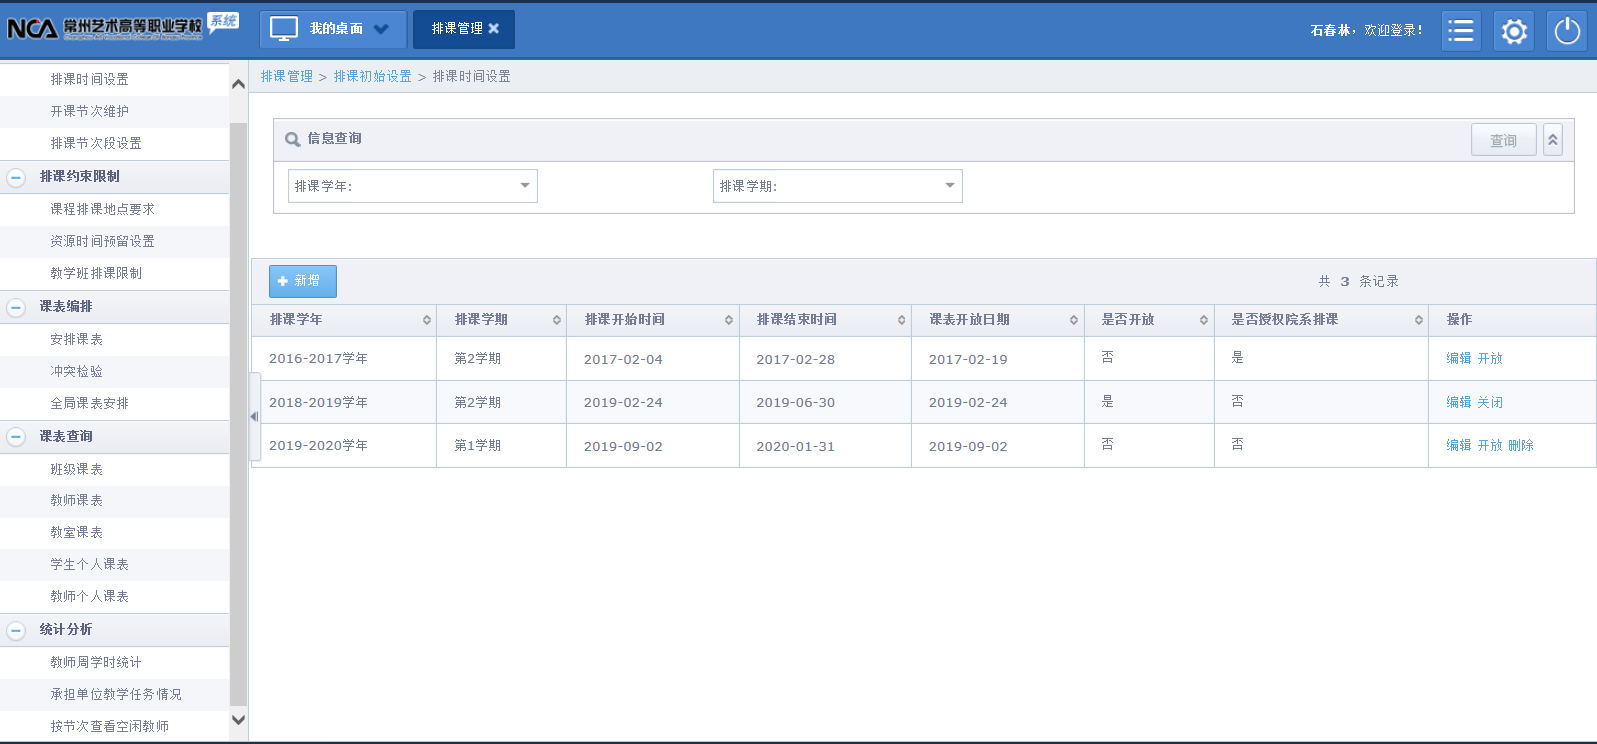 NCA 常州艺术高等职业学校 系统
我的桌面
排课管理
石春林，欢迎登录！
排课时间设置
开课节次维护
排课节次段设置
排课约束限制
课程排课地点要求
资源时间预留设置
教学班排课限制
课表编排
安排课表
冲突检验
全局课表安排
课表查询
班级课表
教师课表
教室课表
学生个人课表
教师个人课表
统计分析
教师周学时统计
承担单位教学任务情况
按节次查看空闲教师
排课管理 > 排课初始设置 > 排课时间设置
信息查询 查询
排课学年: 排课学期:
新增 共 3 条记录
排课学年 排课学期 排课开始时间 排课结束时间 课表开放日期 是否开放 是否授权院系排课 操作
2016-2017学年 第2学期 2017-02-04 2017-02-28 2017-02-19 否 是 编辑 开放
2018-2019学年 第2学期 2019-02-24 2019-06-30 2019-02-24 是 否 编辑 关闭
2019-2020学年 第1学期 2019-09-02 2020-01-31 2019-09-02 否 否 编辑 开放 删除